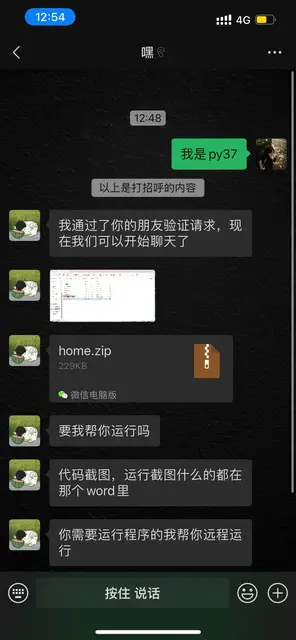 12:54
4G
嘿👂🏻
12:48
我是py37
以上是打招呼的内容
我通过了你的朋友验证请求，现
在我们可以开始聊天了
home.zip
229KB
微信电脑版
要我帮你运行吗
代码截图，运行截图什么的都在
那个word里
你需要运行程序的我帮你远程运
行
按住 说话